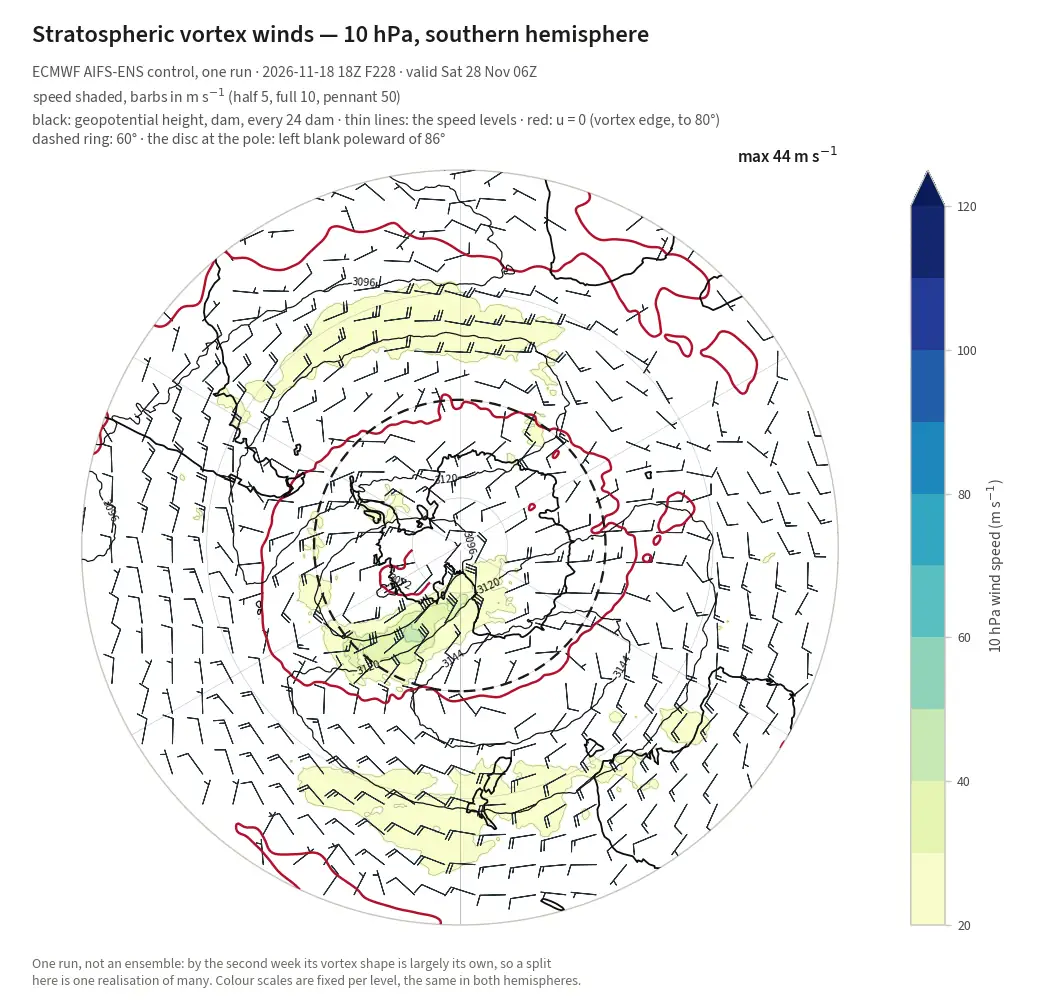 Stratospheric vortex winds — 10 hPa, southern hemisphere
ECMWF AIFS-ENS control, one run · 2026-11-18 18Z F228 · valid Sat 28 Nov 06Z
speed shaded, barbs in m s⁻¹ (half 5, full 10, pennant 50)
black: geopotential height, dam, every 24 dam · thin lines: the speed levels · red: u = 0 (vortex edge, to 80°)
dashed ring: 60° · the disc at the pole: left blank poleward of 86°
max 44 m s⁻¹
120
100
80
60
40
20
10 hPa wind speed (m s⁻¹)
3096
3120
3096
3120
3144
3144
One run, not an ensemble: by the second week its vortex shape is largely its own, so a split
here is one realisation of many. Colour scales are fixed per level, the same in both hemispheres.